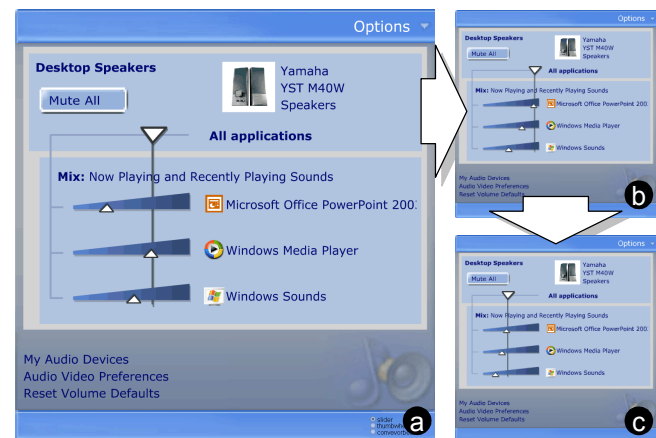 Options
Desktop Speakers
Yamaha
YST M40W
Speakers
Mute All
All applications
Mix: Now Playing and Recently Playing Sounds
Microsoft Office PowerPoint 200
Windows Media Player
Windows Sounds
My Audio Devices
Audio Video Preferences
Reset Volume Defaults
slider
a
Options
Desktop Speakers
Yamaha
YST M40W
Speakers
Mute All
All applications
Mix: Now Playing and Recently Playing Sounds
Microsoft Office PowerPoint 200
Windows Media Player
Windows Sounds
My Audio Devices
Audio Video Preferences
Reset Volume Defaults
b
Options
Desktop Speakers
Yamaha
YST M40W
Speakers
Mute All
All applications
Mix: Now Playing and Recently Playing Sounds
Microsoft Office PowerPoint 200
Windows Media Player
Windows Sounds
My Audio Devices
Audio Video Preferences
Reset Volume Defaults
c